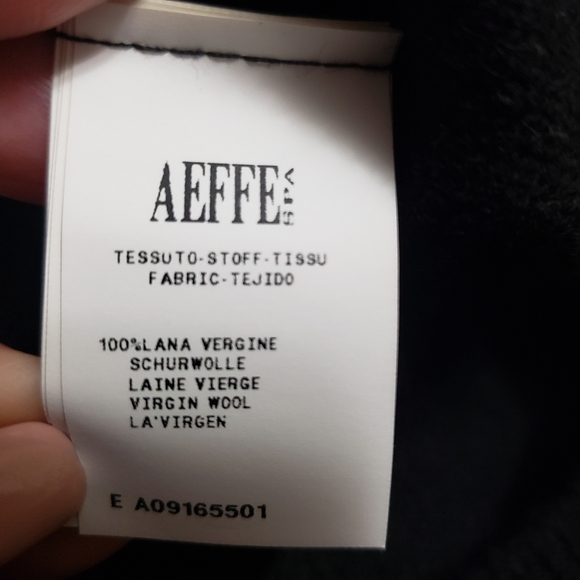 AEFFE SPA
TESSUTO-STOFF-TISSU
FABRIC-TEJIDO
100%LANA VERGINE
SCHURWOLLE
LAINE VIERGE
VIRGIN WOOL
LA'VIRGEN
E A09165501